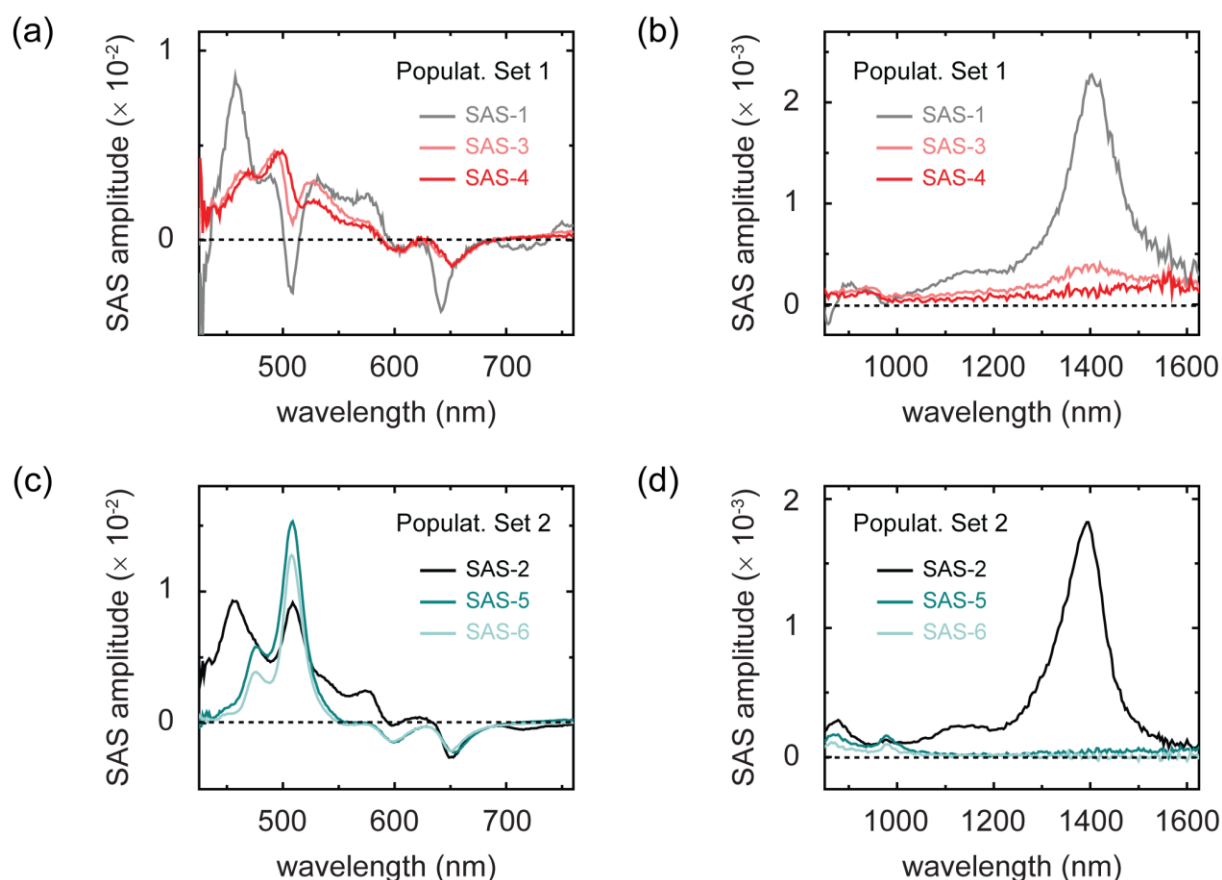 (a)
SAS amplitude (× 10-2)
1
0
Populat. Set 1
SAS-1
SAS-3
SAS-4
500 600 700
wavelength (nm)
(b)
SAS amplitude (× 10-3)
2
1
0
Populat. Set 1
SAS-1
SAS-3
SAS-4
1000 1200 1400 1600
wavelength (nm)
(c)
SAS amplitude (× 10-2)
1
0
Populat. Set 2
SAS-2
SAS-5
SAS-6
500 600 700
wavelength (nm)
(d)
SAS amplitude (× 10-3)
2
1
0
Populat. Set 2
SAS-2
SAS-5
SAS-6
1000 1200 1400 1600
wavelength (nm)